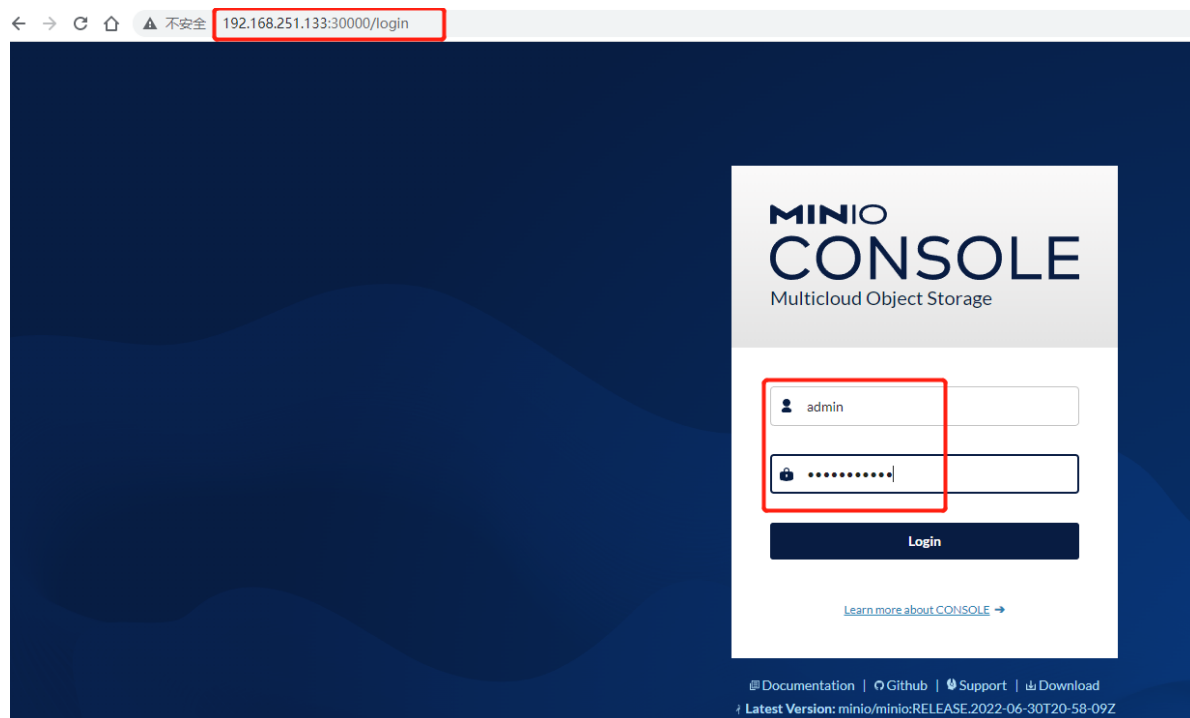 不安全 192.168.251.133:30000/login
MINIO
CONSOLE
Multicloud Object Storage
admin
•••••••••••
Login
Learn more about CONSOLE ➔
Documentation | Github | Support | Download
Latest Version: minio/minio:RELEASE.2022-06-30T20-58-09Z